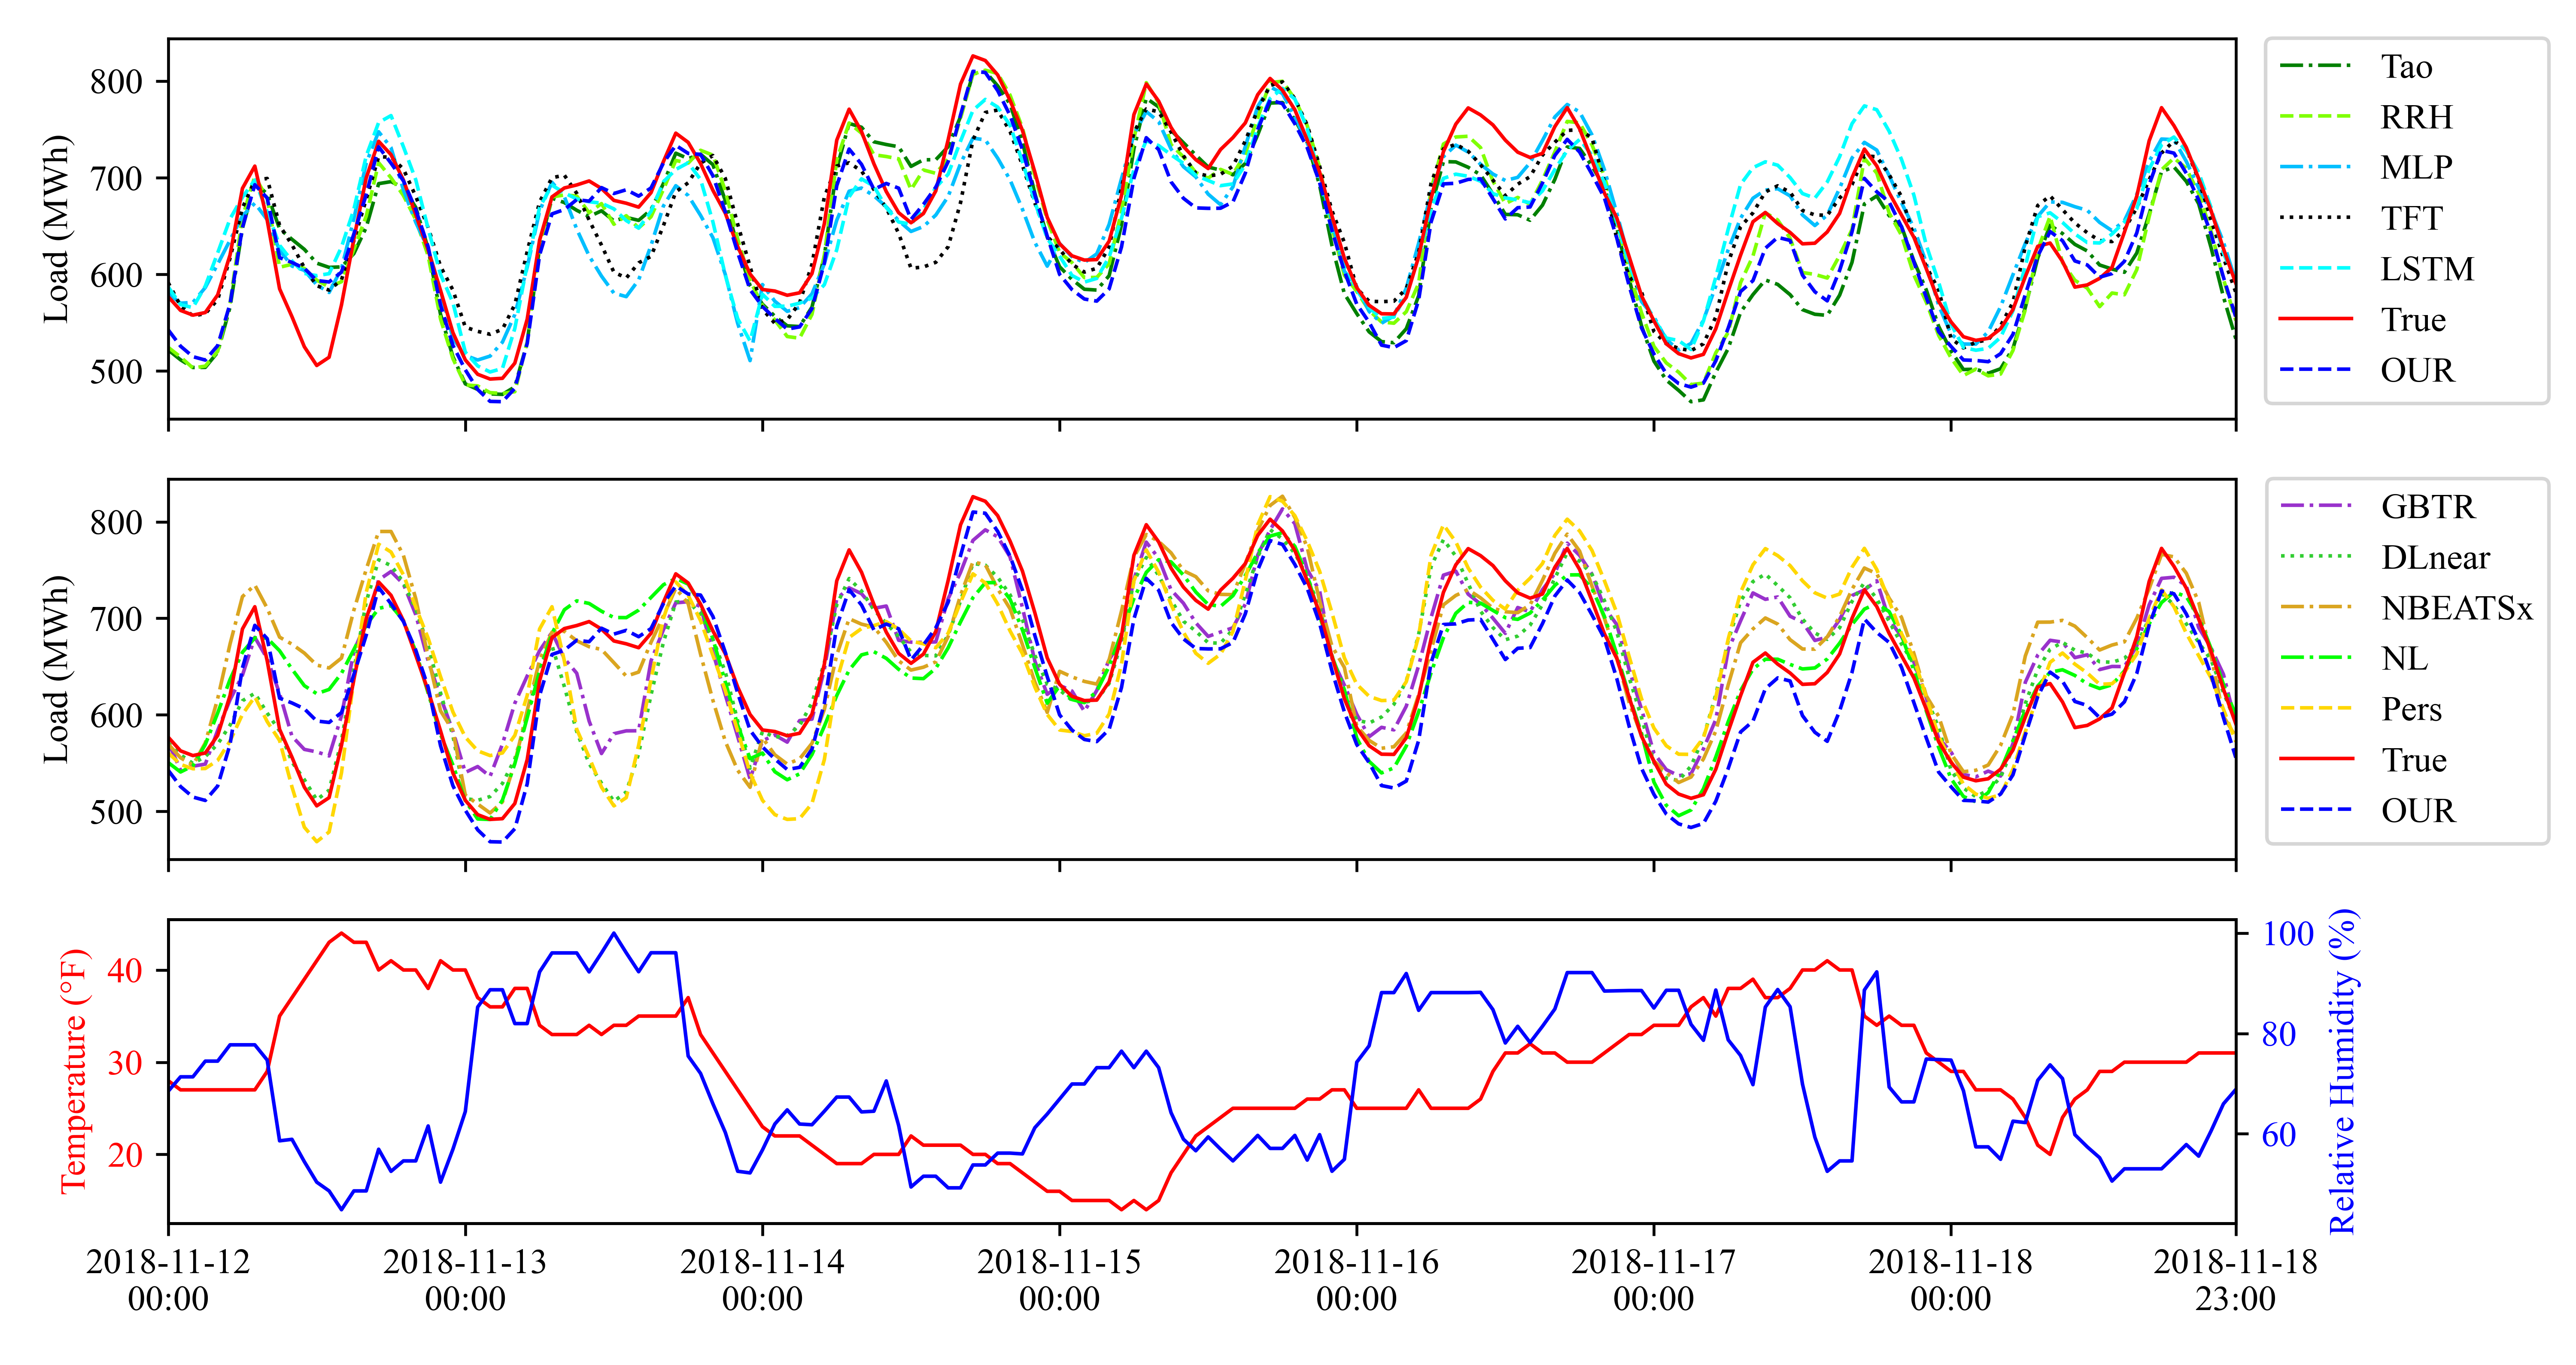 Load (MWh)
800
700
600
500
Tao
RRH
MLP
TFT
LSTM
True
OUR
Load (MWh)
800
700
600
500
GBTR
DLnear
NBEATSx
NL
Pers
True
OUR
Temperature (°F)
40
30
20
Relative Humidity (%)
100
80
60
2018-11-12
00:00
2018-11-13
00:00
2018-11-14
00:00
2018-11-15
00:00
2018-11-16
00:00
2018-11-17
00:00
2018-11-18
00:00
2018-11-18
23:00